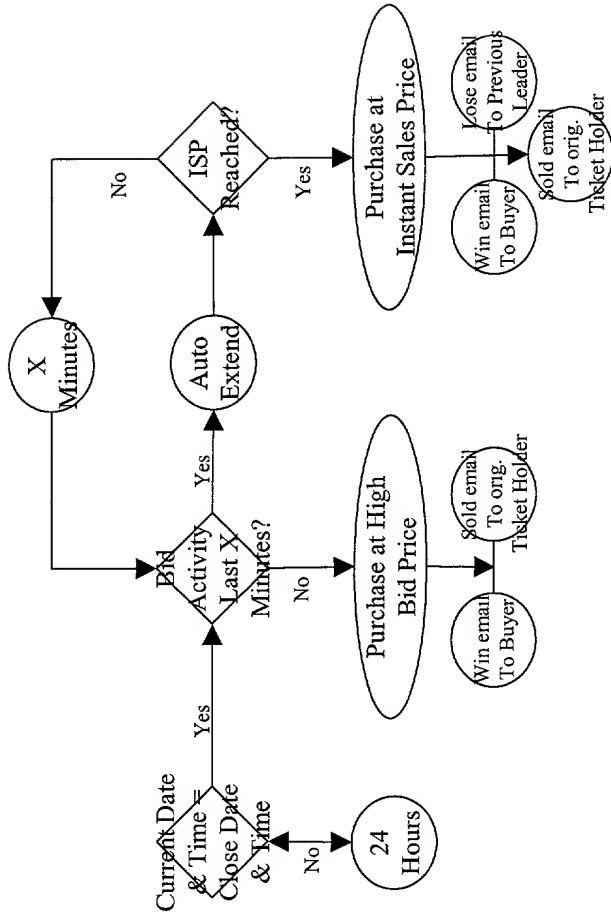 Current Date
& Time =
Close Date
& Time
No
24
Hours
Yes
Bid
Activity
Last X
Minutes?
No
Purchase at High
Bid Price
Win email
To Buyer
Sold email
To orig.
Ticket Holder
Yes
Auto
Extend
X
Minutes
No
ISP
Reached?
Yes
Purchase at
Instant Sales Price
Win email
To Buyer
Lose email
To Previous
Leader
Sold email
To orig.
Ticket Holder